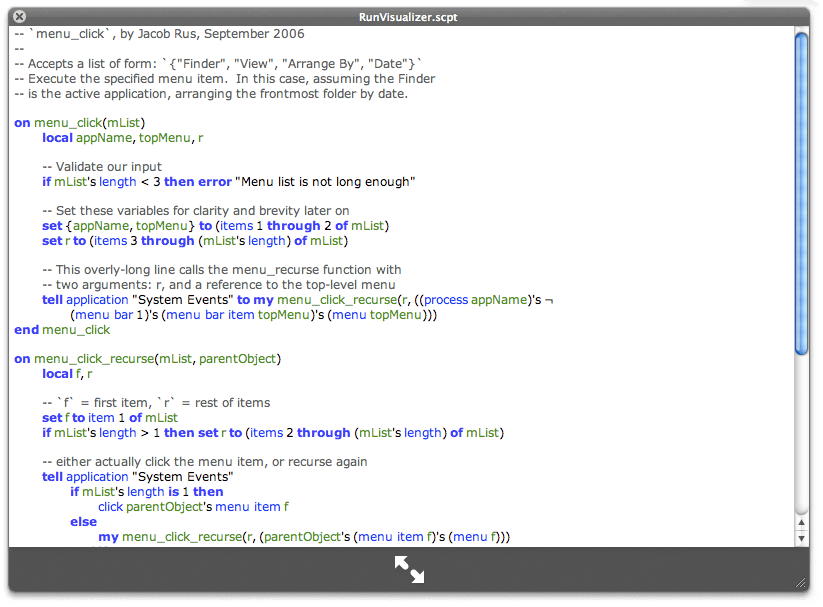 RunVisualizer.scpt
-- `menu_click`, by Jacob Rus, September 2006
--
-- Accepts a list of form: `{"Finder", "View", "Arrange By", "Date"}`
-- Execute the specified menu item.  In this case, assuming the Finder
-- is the active application, arranging the frontmost folder by date.

on menu_click(mList)
    local appName, topMenu, r

    -- Validate our input
    if mList's length < 3 then error "Menu list is not long enough"

    -- Set these variables for clarity and brevity later on
    set {appName, topMenu} to (items 1 through 2 of mList)
    set r to (items 3 through (mList's length) of mList)

    -- This overly-long line calls the menu_recurse function with
    -- two arguments: r, and a reference to the top-level menu
    tell application "System Events" to my menu_click_recurse(r, ((process appName)'s ¬
        (menu bar 1)'s (menu bar item topMenu)'s (menu topMenu)))
end menu_click

on menu_click_recurse(mList, parentObject)
    local f, r

    -- `f` = first item, `r` = rest of items
    set f to item 1 of mList
    if mList's length > 1 then set r to (items 2 through (mList's length) of mList)

    -- either actually click the menu item, or recurse again
    tell application "System Events"
        if mList's length is 1 then
            click parentObject's menu item f
        else
            my menu_click_recurse(r, (parentObject's (menu item f)'s (menu f)))